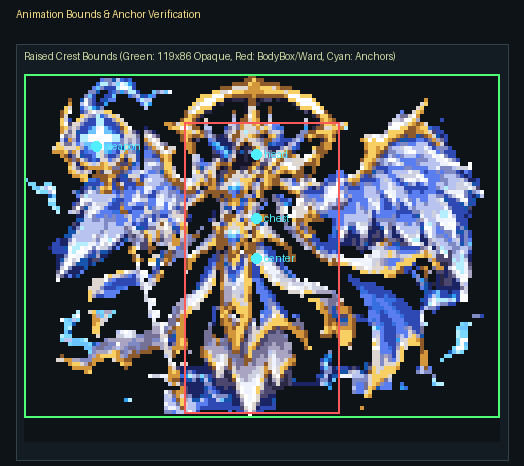 Animation Bounds & Anchor Verification
Raised Crest Bounds (Green: 119x86 Opaque, Red: BodyBox/Ward, Cyan: Anchors)
chest
center